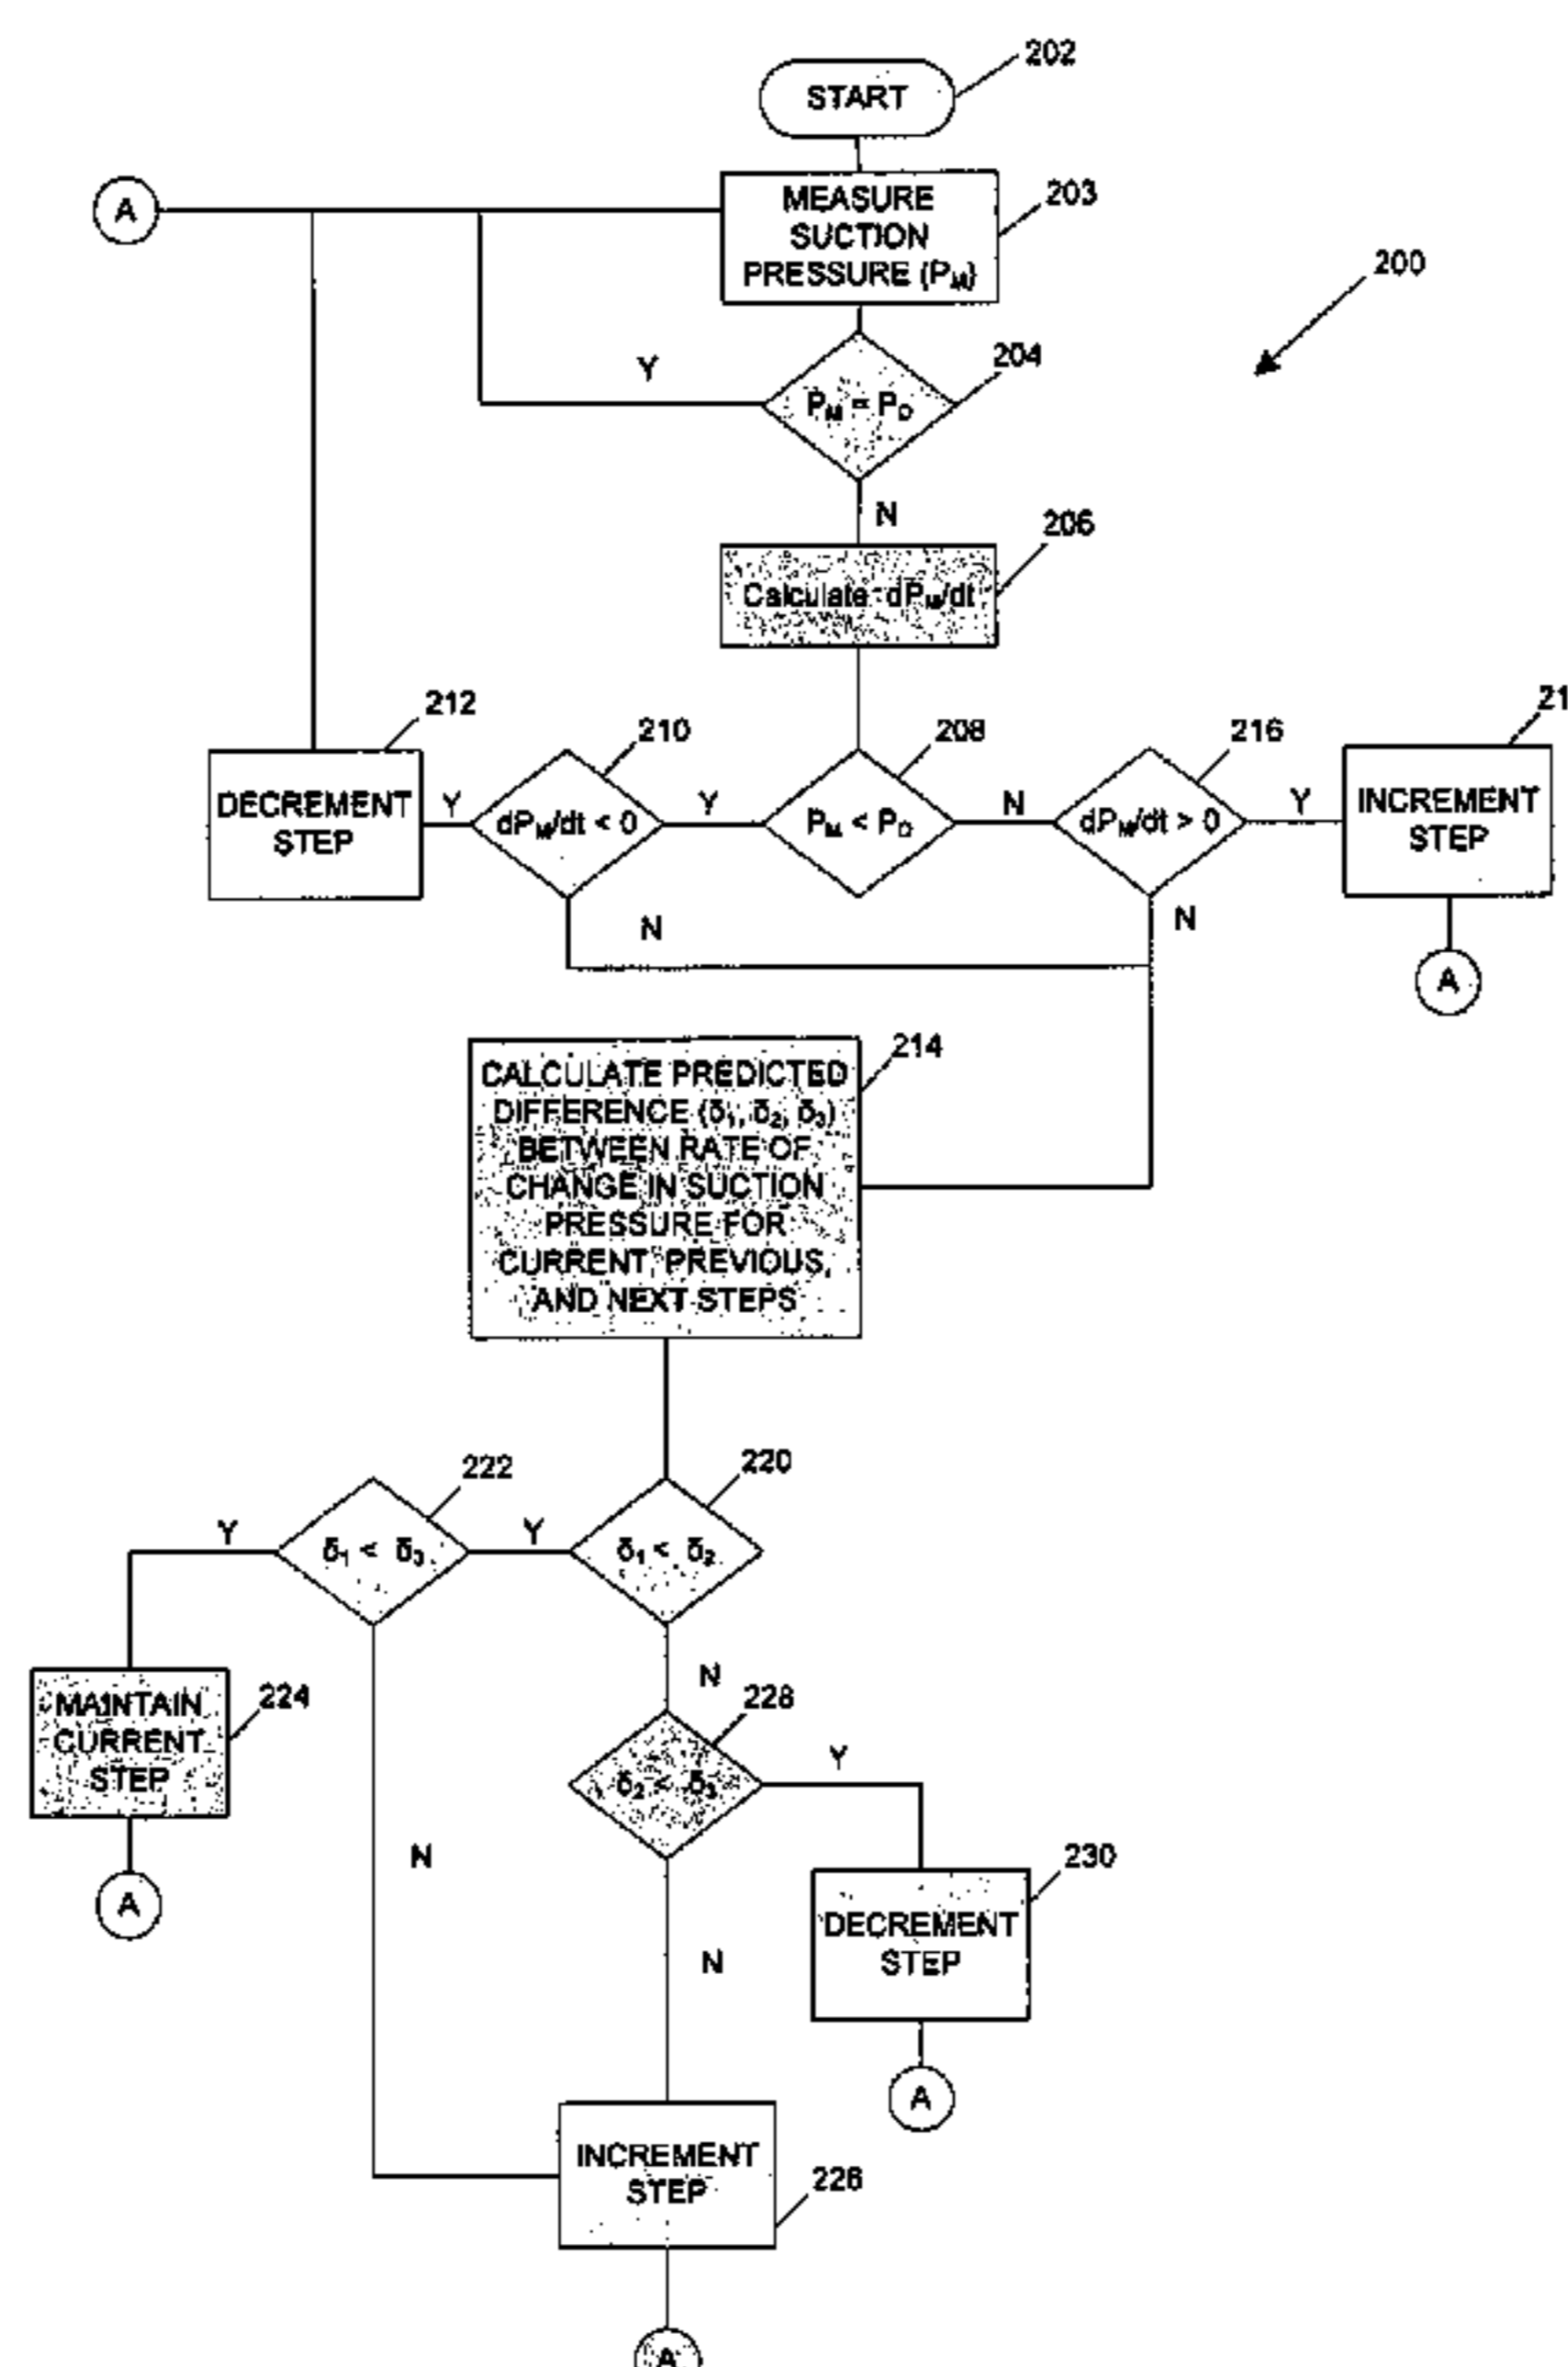 START
202
A
MEASURE
SUCTION
PRESSURE (PM)
203
200
Y
PM = PD
204
N
Calculate dPM/dt
206
212
210
208
216
21
DECREMENT
STEP
Y
dPM/dt < 0
Y
PM < PD
N
dPM/dt > 0
Y
INCREMENT
STEP
N
N
A
CALCULATE PREDICTED
DIFFERENCE (δ1, δ2, δ3)
BETWEEN RATE OF
CHANGE IN SUCTION
PRESSURE FOR
CURRENT, PREVIOUS,
AND NEXT STEPS
214
222
220
Y
δ1 < δ3
Y
δ1 < δ2
N
MAINTAIN
CURRENT
STEP
224
228
δ2 < δ3
Y
A
N
230
DECREMENT
STEP
N
A
INCREMENT
STEP
226
A